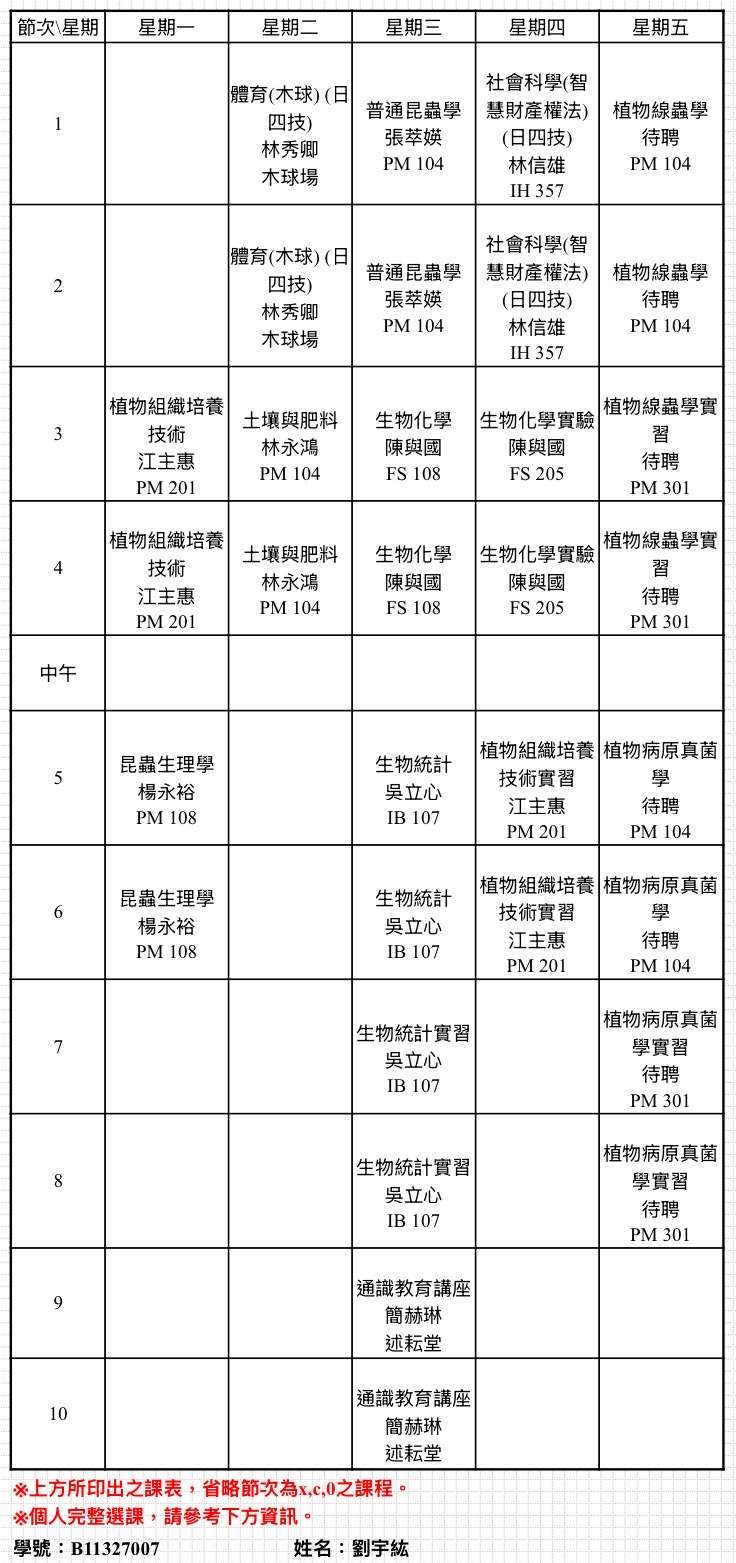 節次\星期 星期一 星期二 星期三 星期四 星期五
1
體育(木球) (日
四技)
林秀卿
木球場
普通昆蟲學
張萃媖
PM 104
社會科學(智
慧財產權法)
(日四技)
林信雄
IH 357
植物線蟲學
待聘
PM 104
2
體育(木球) (日
四技)
林秀卿
木球場
普通昆蟲學
張萃媖
PM 104
社會科學(智
慧財產權法)
(日四技)
林信雄
IH 357
植物線蟲學
待聘
PM 104
3
植物組織培養
技術
江主惠
PM 201
土壤與肥料
林永鴻
PM 104
生物化學
陳與國
FS 108
生物化學實驗
陳與國
FS 205
植物線蟲學實
習
待聘
PM 301
4
植物組織培養
技術
江主惠
PM 201
土壤與肥料
林永鴻
PM 104
生物化學
陳與國
FS 108
生物化學實驗
陳與國
FS 205
植物線蟲學實
習
待聘
PM 301
中午
5
昆蟲生理學
楊永裕
PM 108
生物統計
吳立心
IB 107
植物組織培養
技術實習
江主惠
PM 201
植物病原真菌
學
待聘
PM 104
6
昆蟲生理學
楊永裕
PM 108
生物統計
吳立心
IB 107
植物組織培養
技術實習
江主惠
PM 201
植物病原真菌
學
待聘
PM 104
7
生物統計實習
吳立心
IB 107
植物病原真菌
學實習
待聘
PM 301
8
生物統計實習
吳立心
IB 107
植物病原真菌
學實習
待聘
PM 301
9
通識教育講座
簡赫琳
述耘堂
10
通識教育講座
簡赫琳
述耘堂
※上方所印出之課表，省略節次為x,c,0之課程。
※個人完整選課，請參考下方資訊。
學號：B11327007 姓名：劉宇紘